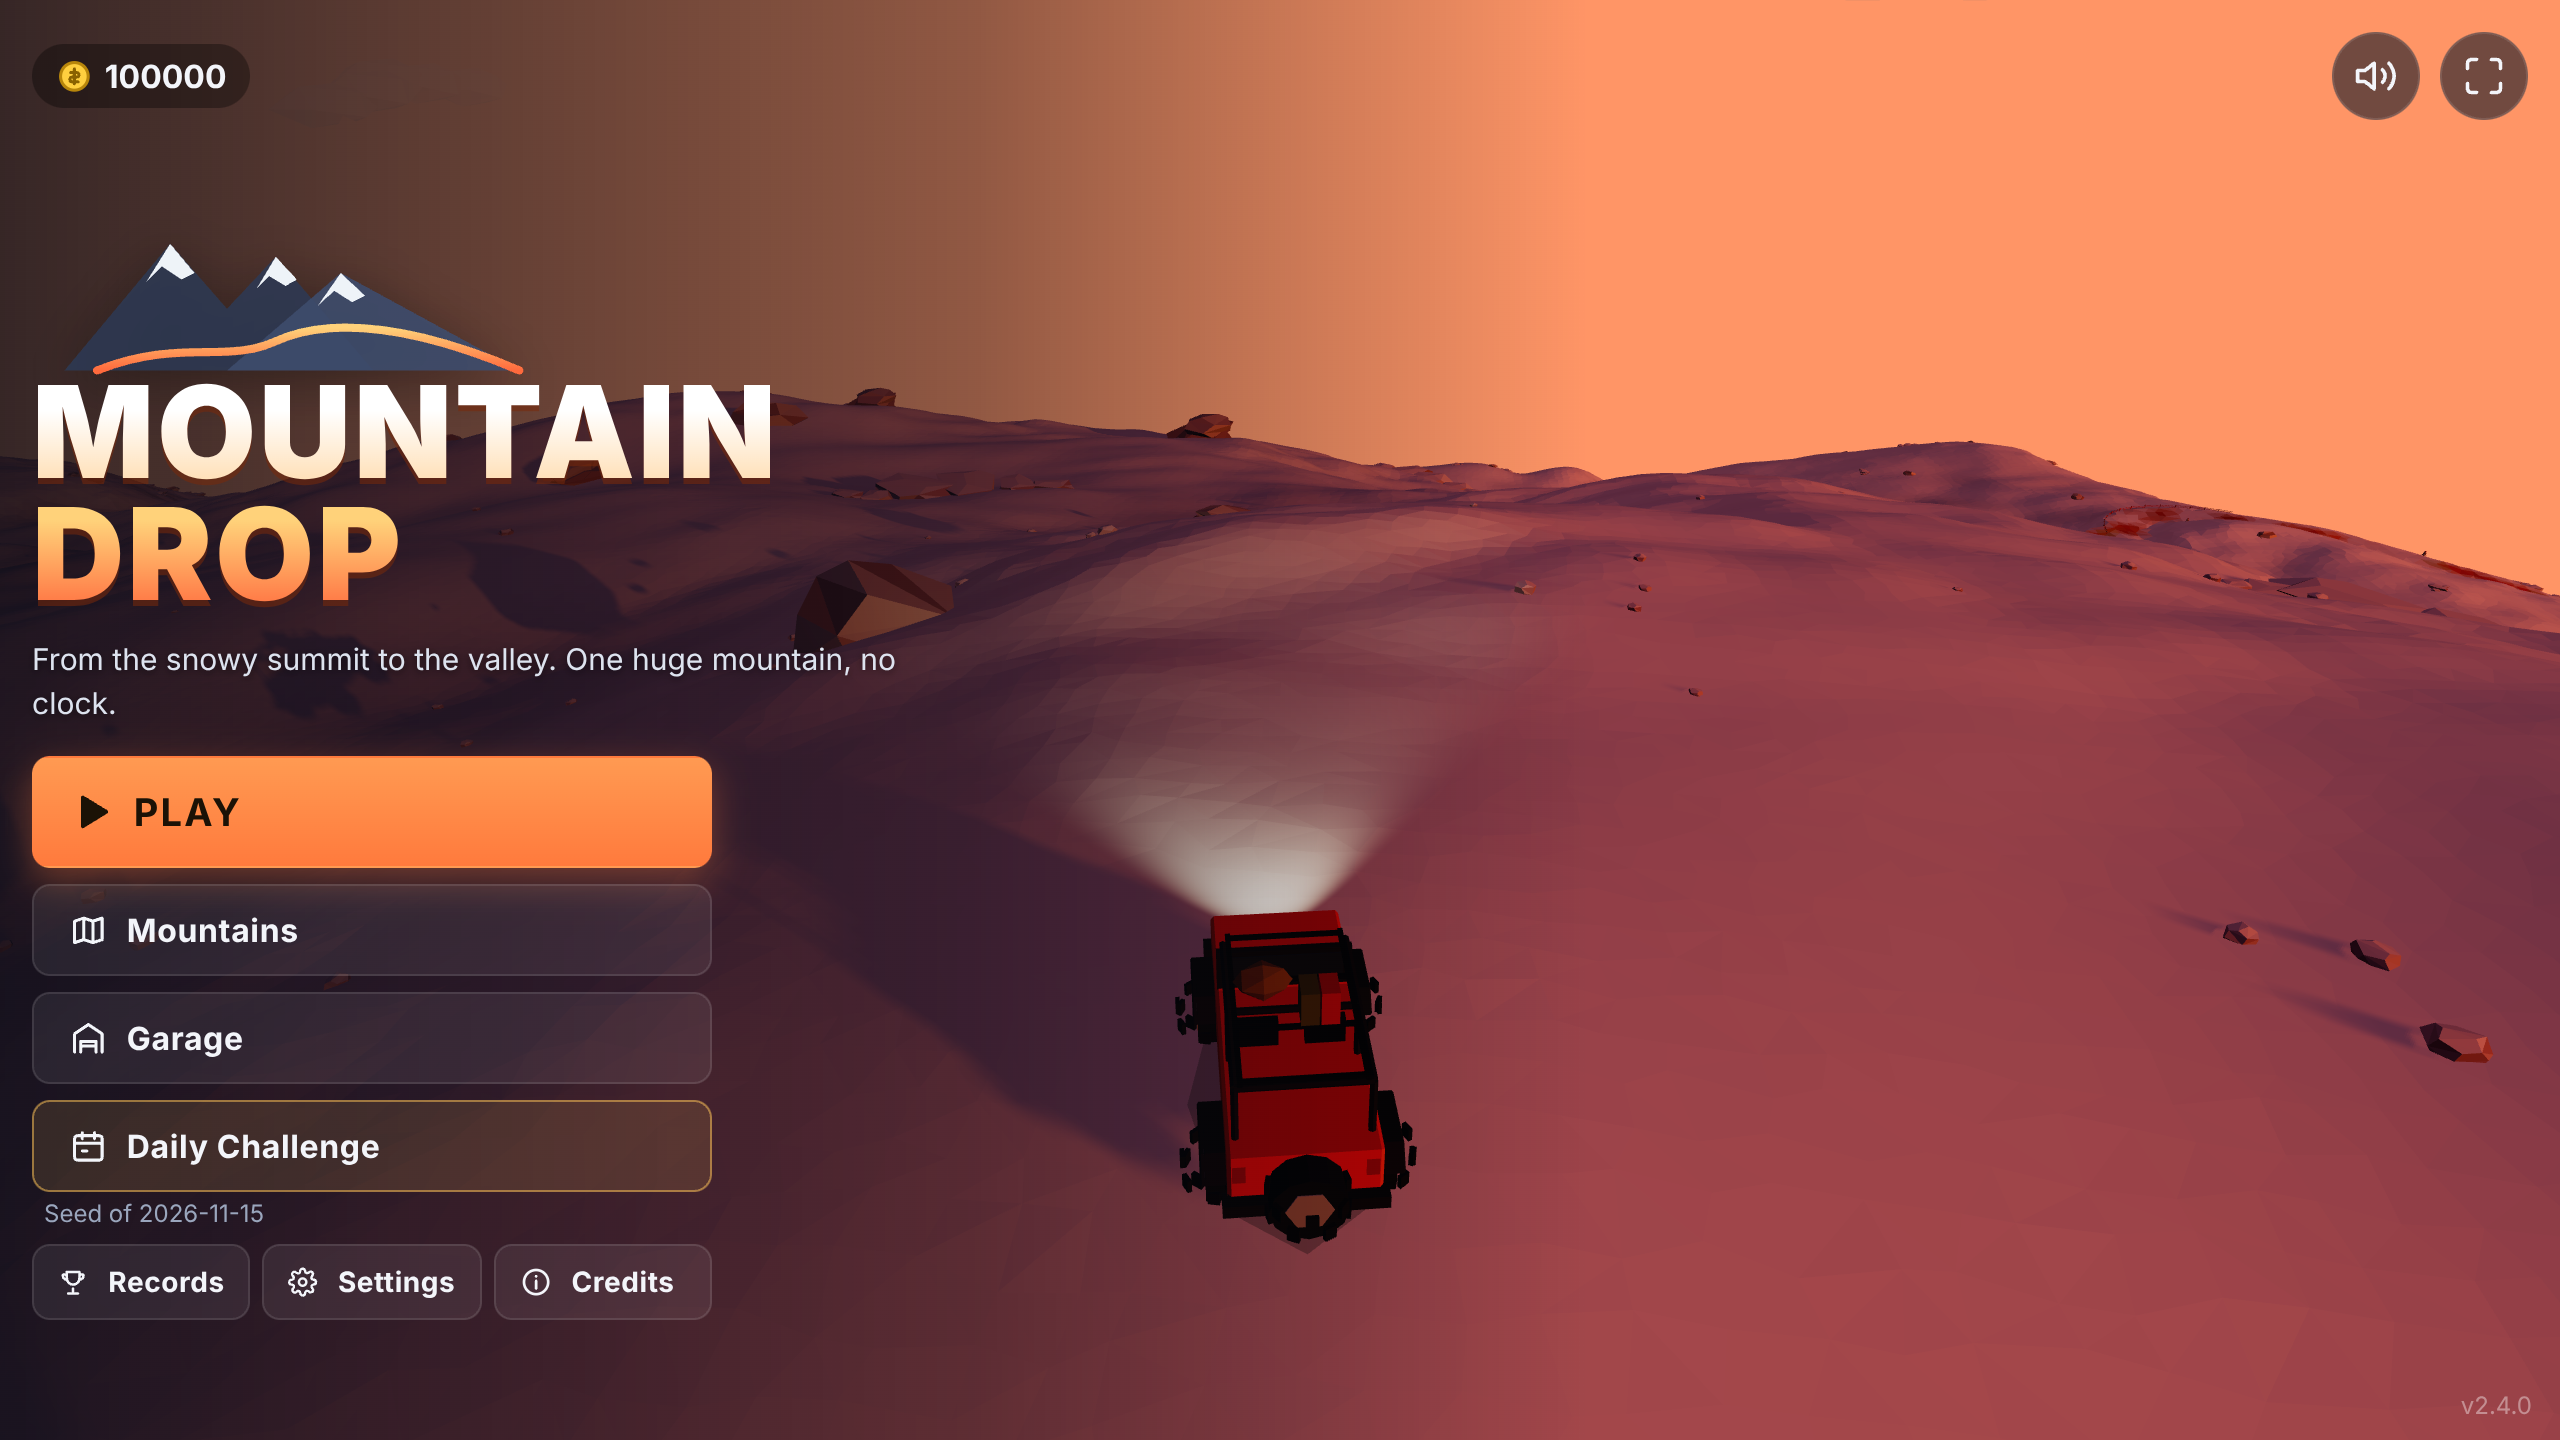 100000
MOUNTAIN
DROP
From the snowy summit to the valley. One huge mountain, no
clock.
PLAY
Mountains
Garage
Daily Challenge
Seed of 2026-11-15
Records
Settings
Credits
v2.4.0